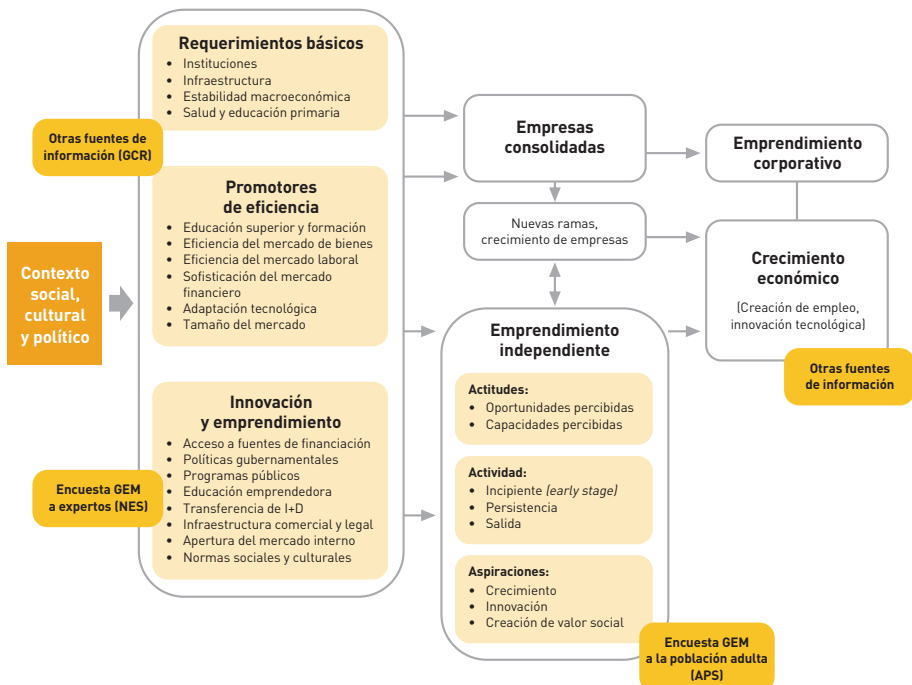 Requerimientos básicos
• Instituciones
• Infraestructura
• Estabilidad macroeconómica
• Salud y educación primaria
Otras fuentes de
información (GCR)
Promotores
de eficiencia
• Educación superior y formación
• Eficiencia del mercado de bienes
• Eficiencia del mercado laboral
• Sofisticación del mercado
financiero
• Adaptación tecnológica
• Tamaño del mercado
Contexto
social,
cultural
y político
Innovación
y emprendimiento
• Acceso a fuentes de financiación
• Políticas gubernamentales
• Programas públicos
• Educación emprendedora
• Transferencia de I+D
• Infraestructura comercial y legal
• Apertura del mercado interno
• Normas sociales y culturales
Encuesta GEM
a expertos (NES)
Empresas
consolidadas
Nuevas ramas,
crecimiento de empresas
Emprendimiento
independiente
Actitudes:
• Oportunidades percibidas
• Capacidades percibidas
Actividad:
• Incipiente (early stage)
• Persistencia
• Salida
Aspiraciones:
• Crecimiento
• Innovación
• Creación de valor social
Encuesta GEM
a la población adulta
(APS)
Emprendimiento
corporativo
Crecimiento
económico
(Creación de empleo,
innovación tecnológica)
Otras fuentes
de información